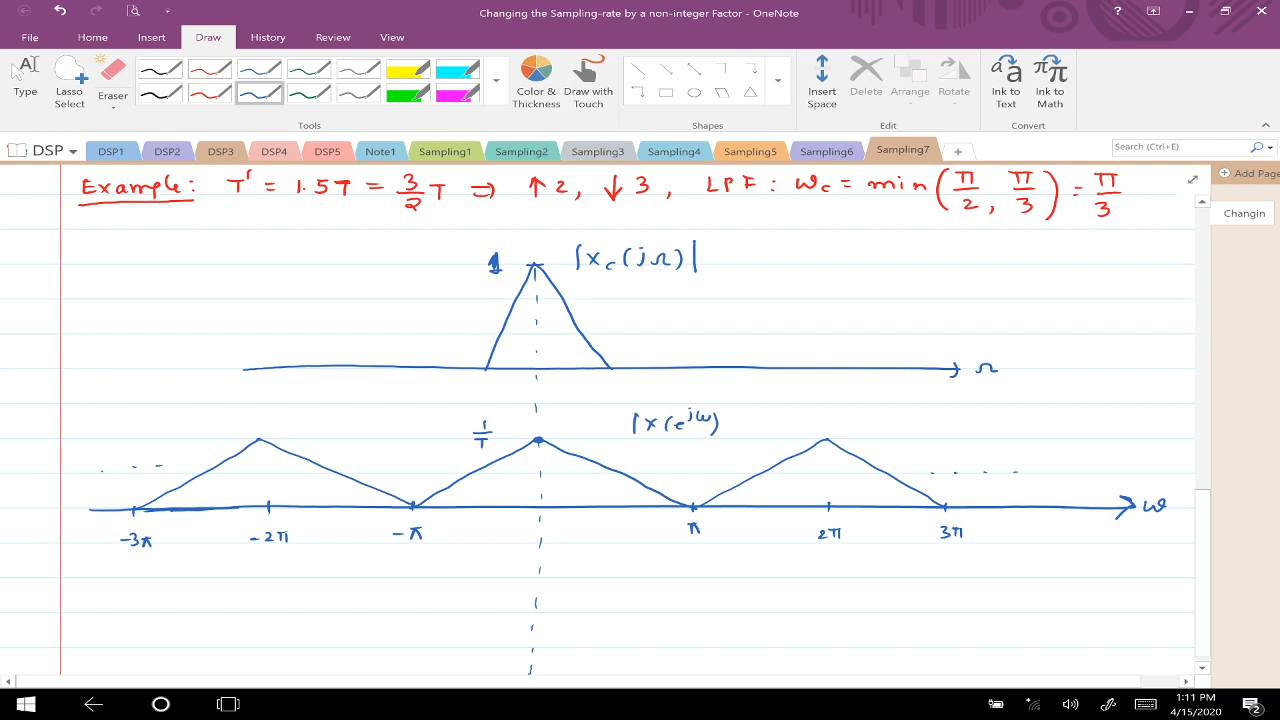 Changing the Sampling-rate by a non-integer Factor - OneNote
File Home Insert Draw History Review View
Type
Lasso Select
Eraser
Color & Thickness
Draw with Touch
Insert Space
Delete
Arrange
Rotate
Ink to Text
Ink to Math
Tools Shapes Edit Convert
DSP DSP1 DSP2 DSP3 DSP4 DSP5 Note1 Sampling1 Sampling2 Sampling3 Sampling4 Sampling5 Sampling6 Sampling7 +
Search (Ctrl+E)
Add Page
Changin
Example: T' = 1.5T = 3/2 T ⇒ ↑2, ↓3, LPF: ωc = min(π/2, π/3) = π/3
1 |Xc(jΩ)|
Ω
1/T |X(e^jω)
ω
-3π -2π -π π 2π 3π
1:11 PM
4/15/2020
2